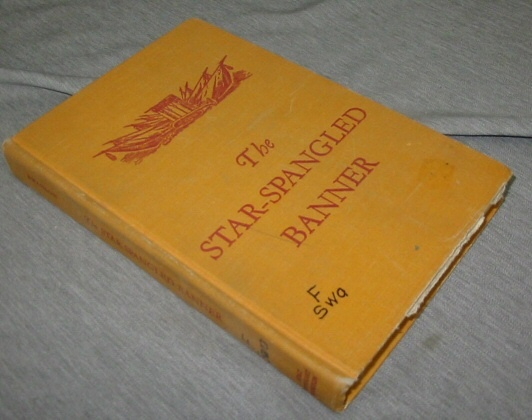 The
STAR-SPANGLED
BANNER
F
Swa